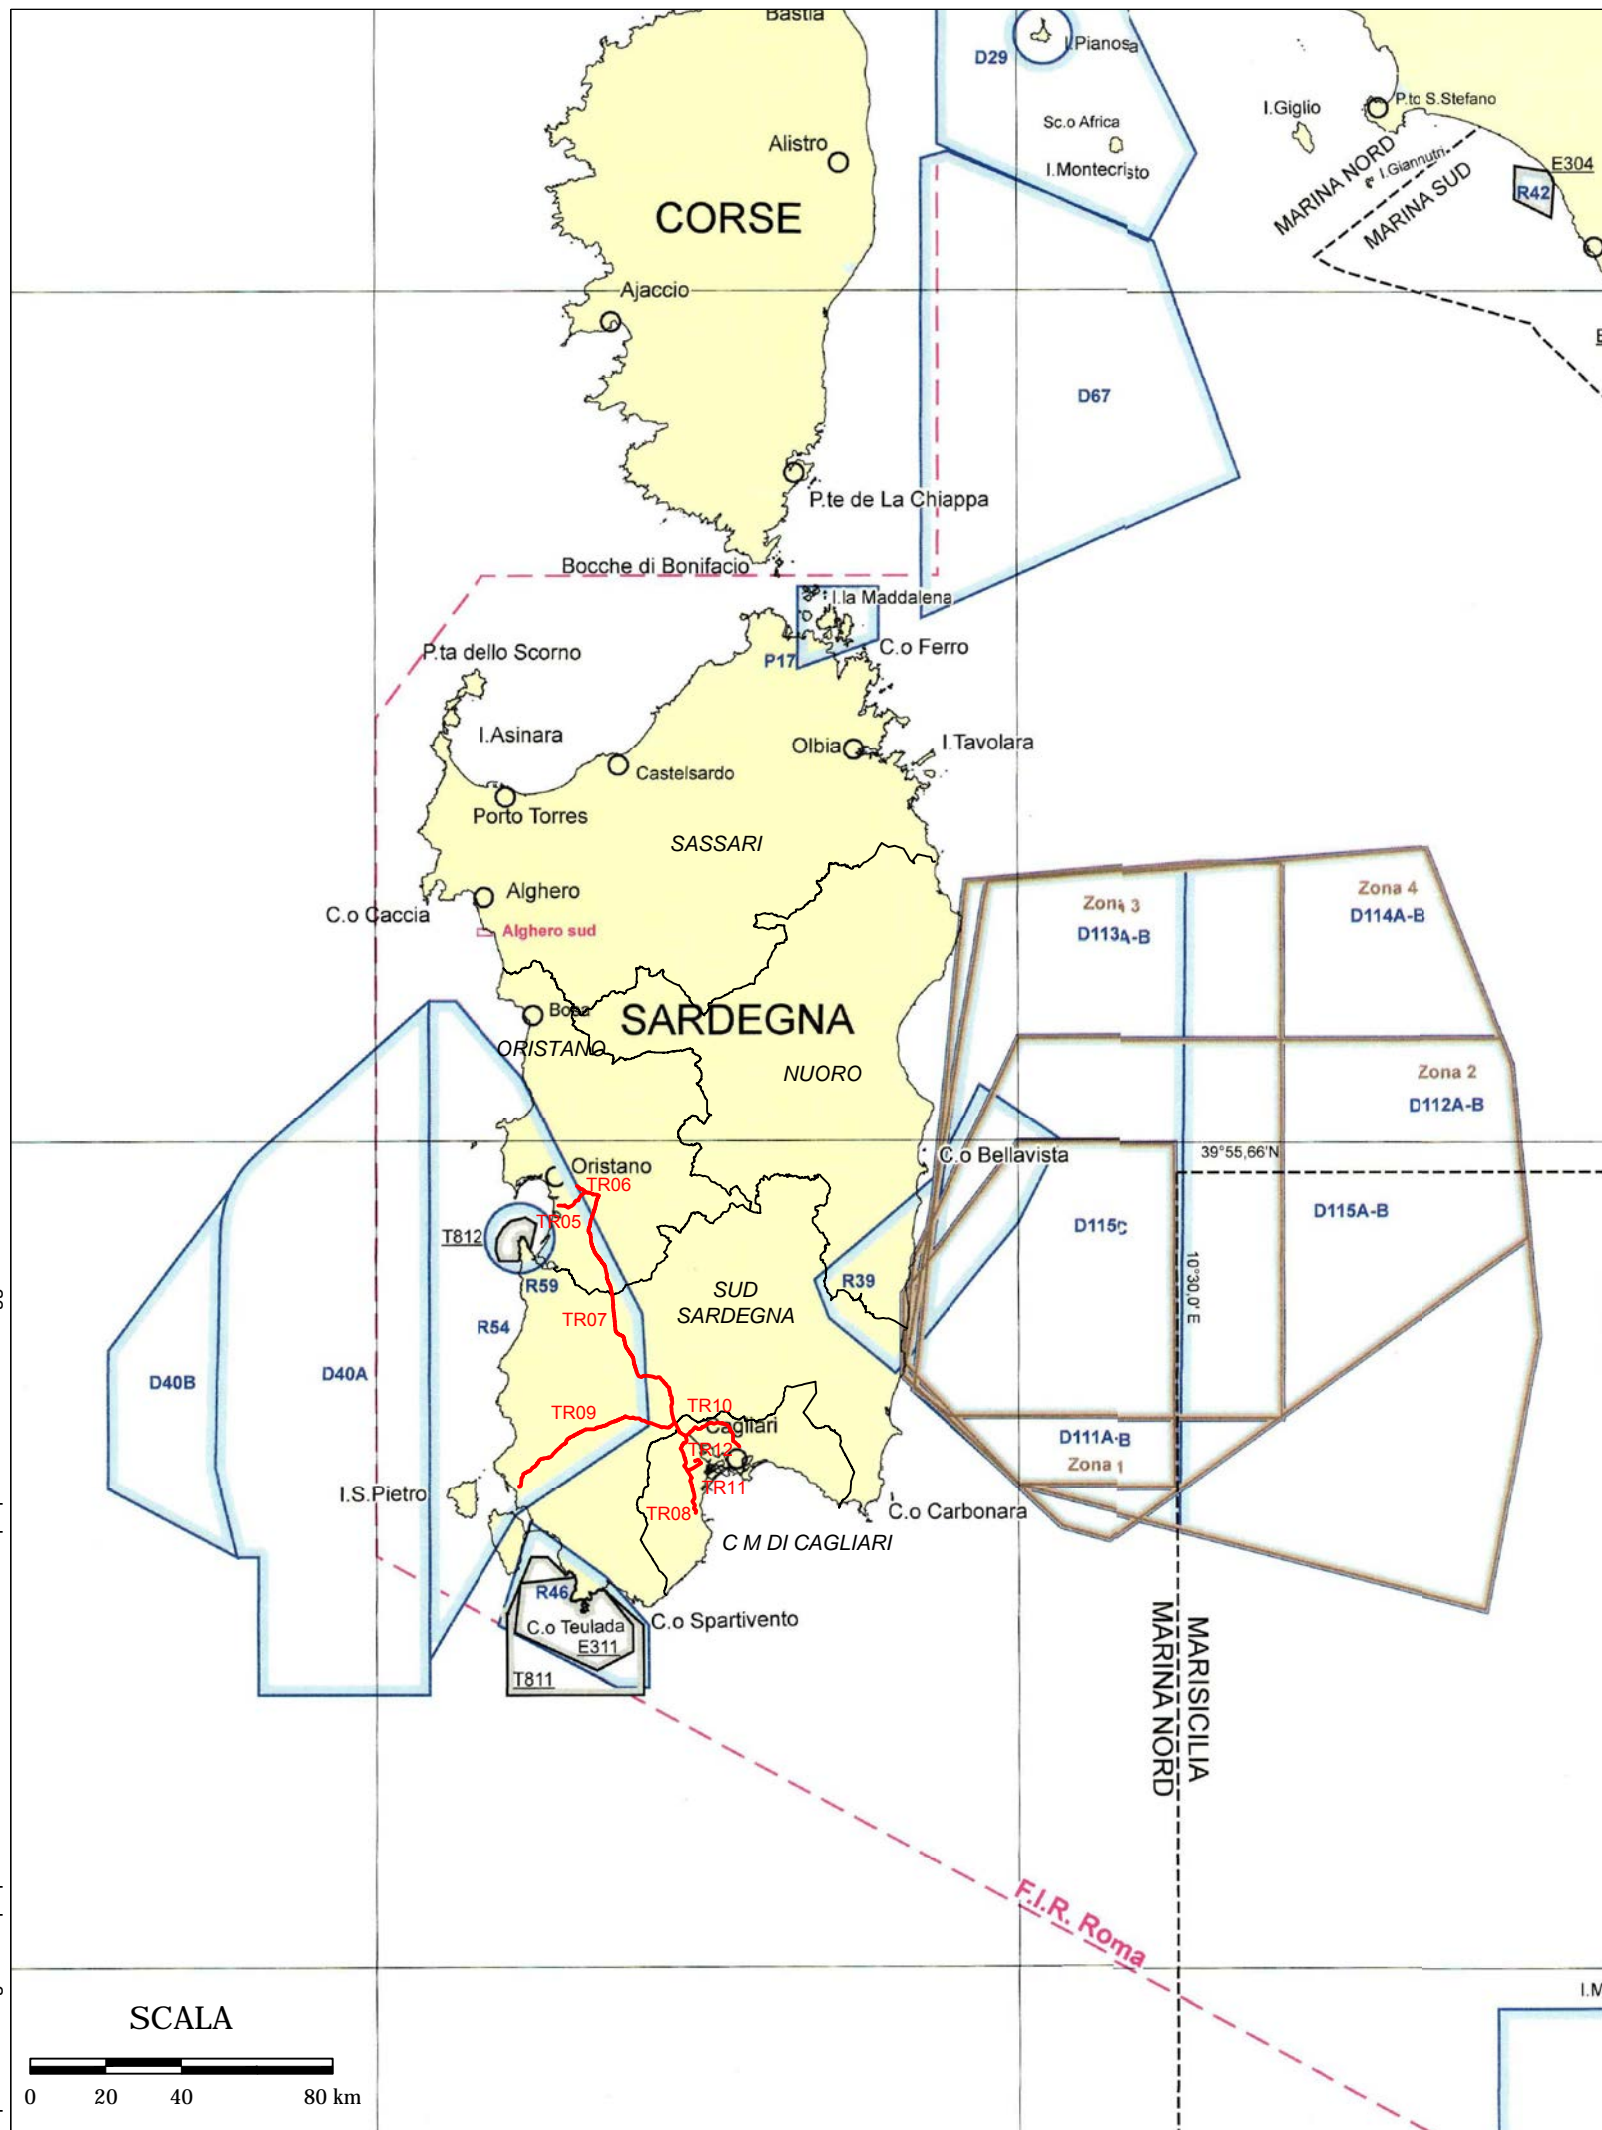 Bastia
D29
I.Pianosa
I.Giglio
P.to S.Stefano
Sc.o Africa
Alistro
I.Montecristo
MARINA NORD
I.Giannutri
MARINA SUD
E304
R42
CORSE
Ajaccio
D67
P.te de La Chiappa
Bocche di Bonifacio
I.la Maddalena
C.o Ferro
P17
P.ta dello Scorno
I.Asinara
Olbia
I.Tavolara
Castelsardo
Porto Torres
SASSARI
Alghero
C.o Caccia
Alghero sud
Zona 3
D113A-B
Zona 4
D114A-B
Bosa
SARDEGNA
ORISTANO
NUORO
Zona 2
D112A-B
C.o Bellavista
39°55,66'N
Oristano
TR06
TR05
T812
D115C
D115A-B
10°30,0' E
R59
R39
SUD
SARDEGNA
TR07
R54
D40B
D40A
TR09
TR10
Cagliari
TR12
TR11
D111A-B
Zona 1
I.S.Pietro
TR08
C.o Carbonara
C M DI CAGLIARI
R46
C.o Teulada
E311
C.o Spartivento
T811
MARISICILIA
MARINA NORD
F.I.R. Roma
I.M
SCALA
0 20 40 80 km